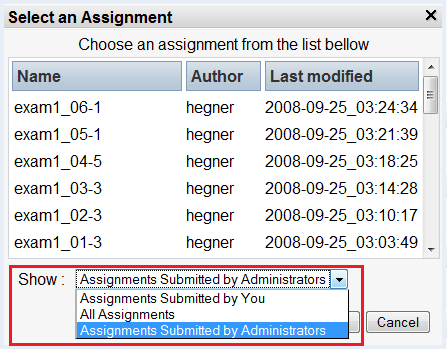 Select an Assignment
Choose an assignment from the list bellow
Name Author Last modified
exam1_06-1 hegner 2008-09-25_03:24:34
exam1_05-1 hegner 2008-09-25_03:21:39
exam1_04-5 hegner 2008-09-25_03:18:25
exam1_03-3 hegner 2008-09-25_03:14:28
exam1_02-3 hegner 2008-09-25_03:10:17
exam1_01-3 hegner 2008-09-25_03:03:49
Show : Assignments Submitted by Administrators
Assignments Submitted by You
All Assignments
Assignments Submitted by Administrators
Cancel